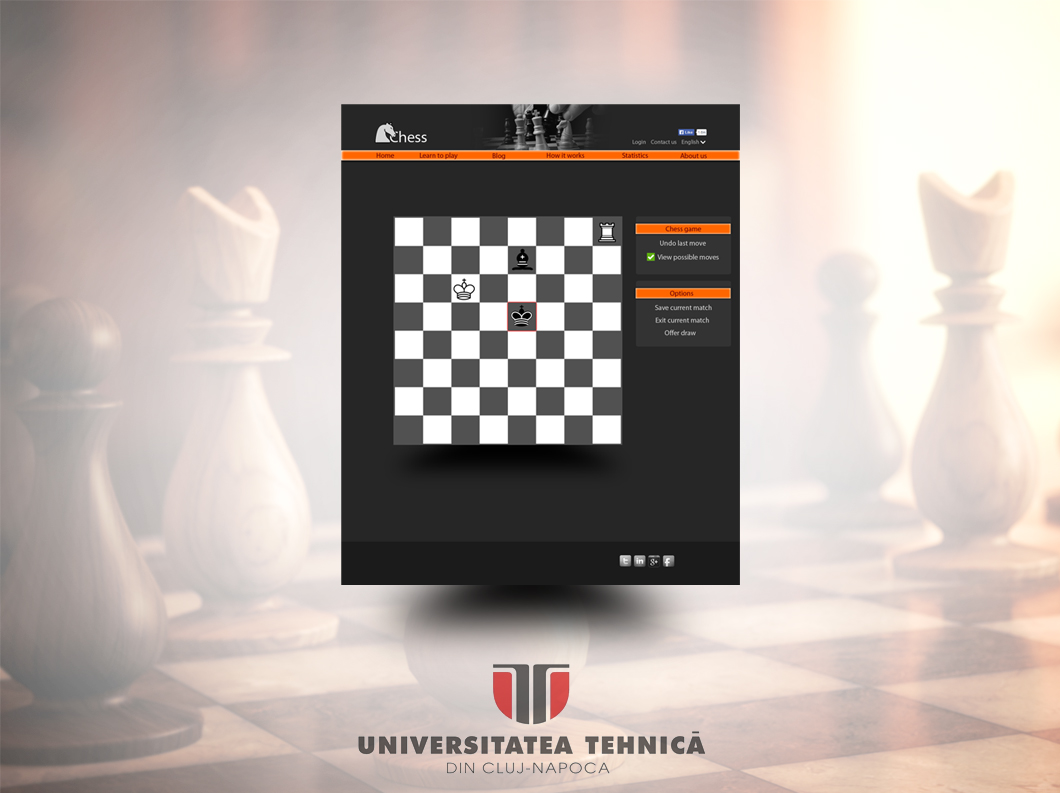 Chess
Like
Login Contact us English
Home Learn to play Blog How it works Statistics About us
Chess game
Undo last move
View possible moves
Options
Save current match
Exit current match
Offer draw
UNIVERSITATEA TEHNICĂ
DIN CLUJ-NAPOCA